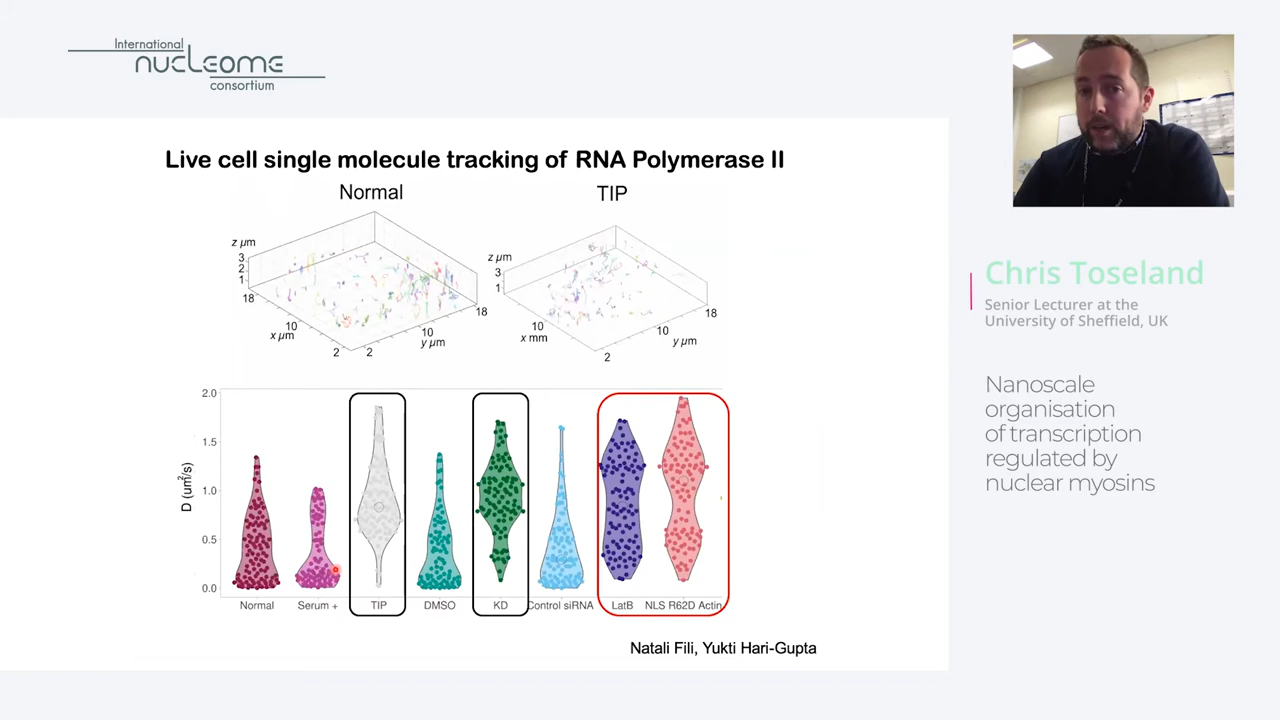 International
nucleome
consortium
Live cell single molecule tracking of RNA Polymerase II
Normal
TIP
z µm
3
2
1
18
10
x µm
2
2
10
y µm
18
z µm
3
1
18
10
x mm
2
10
y µm
18
D (um²/s)
2.0
1.5
1.0
0.5
0.0
Normal
Serum +
TIP
DMSO
KD
Control siRNA
LatB
NLS R62D Actin
Natali Fili, Yukti Hari-Gupta
Chris Toseland
Senior Lecturer at the
University of Sheffield, UK
Nanoscale
organisation
of transcription
regulated by
nuclear myosins